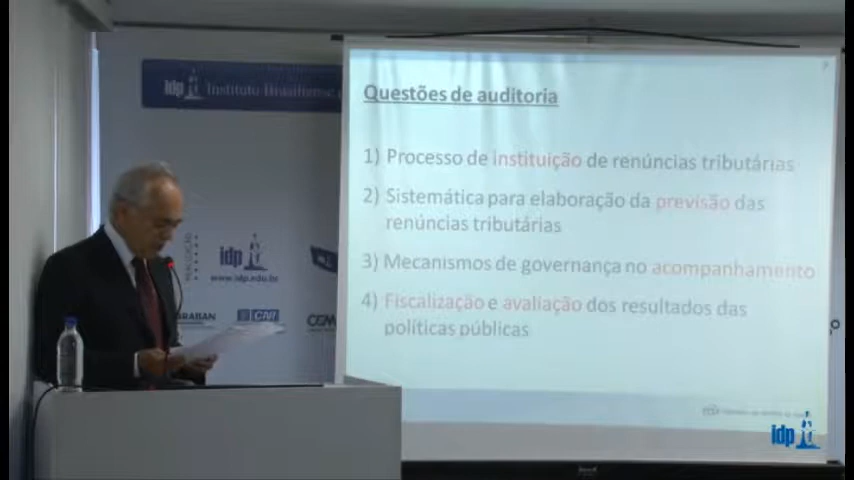 idp Instituto Brasiliense
Questões de auditoria
1) Processo de instituição de renúncias tributárias
2) Sistemática para elaboração da previsão das
renúncias tributárias
3) Mecanismos de governança no acompanhamento
4) Fiscalização e avaliação dos resultados das
políticas públicas
REALIZAÇÃO
idp
www.idp.edu.br
CNI
idp